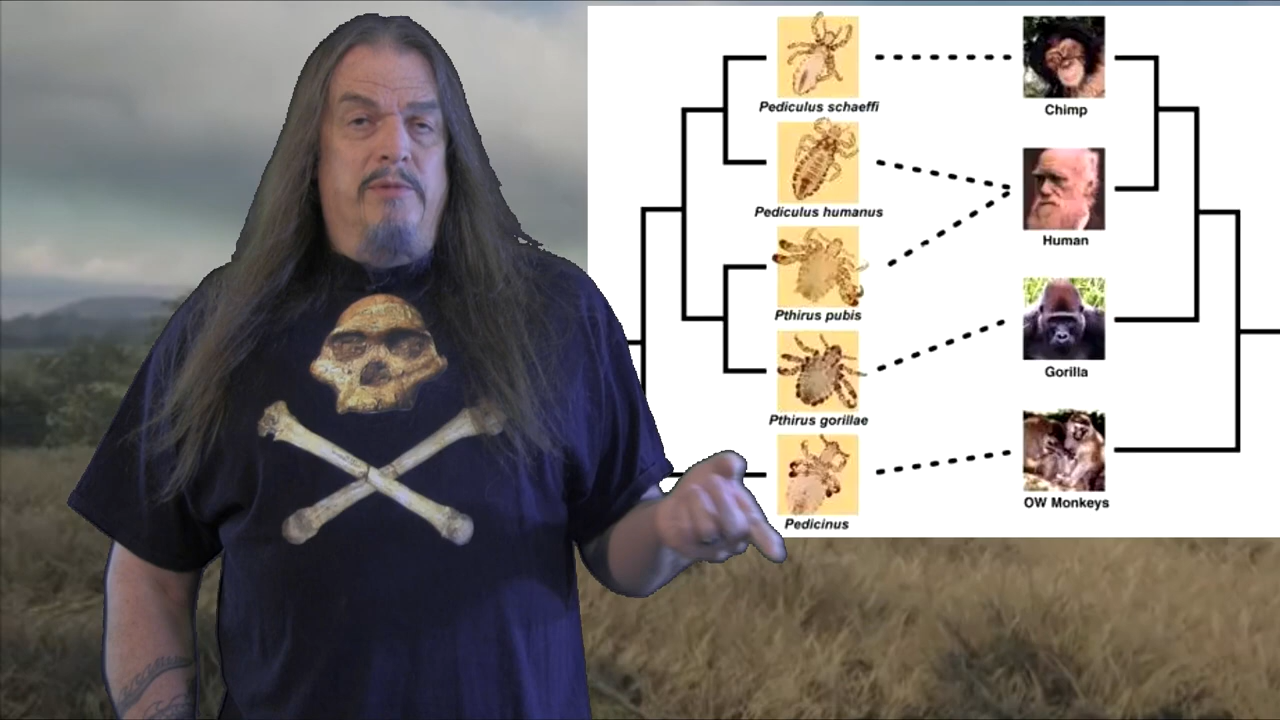 Pediculus schaeffi
Chimp
Pediculus humanus
Human
Pthirus pubis
Gorilla
Pthirus gorillae
OW Monkeys
Pedicinus